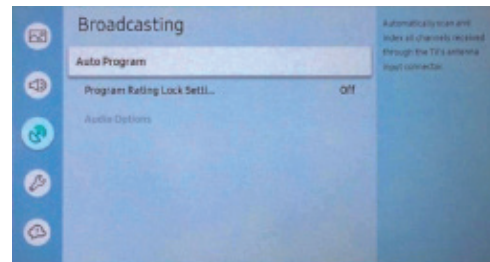 Broadcasting
Automatically scan and
index all channels received
through the TV's antenna
input connector.
Auto Program
Program Rating Lock Setti... Off
Audio Options